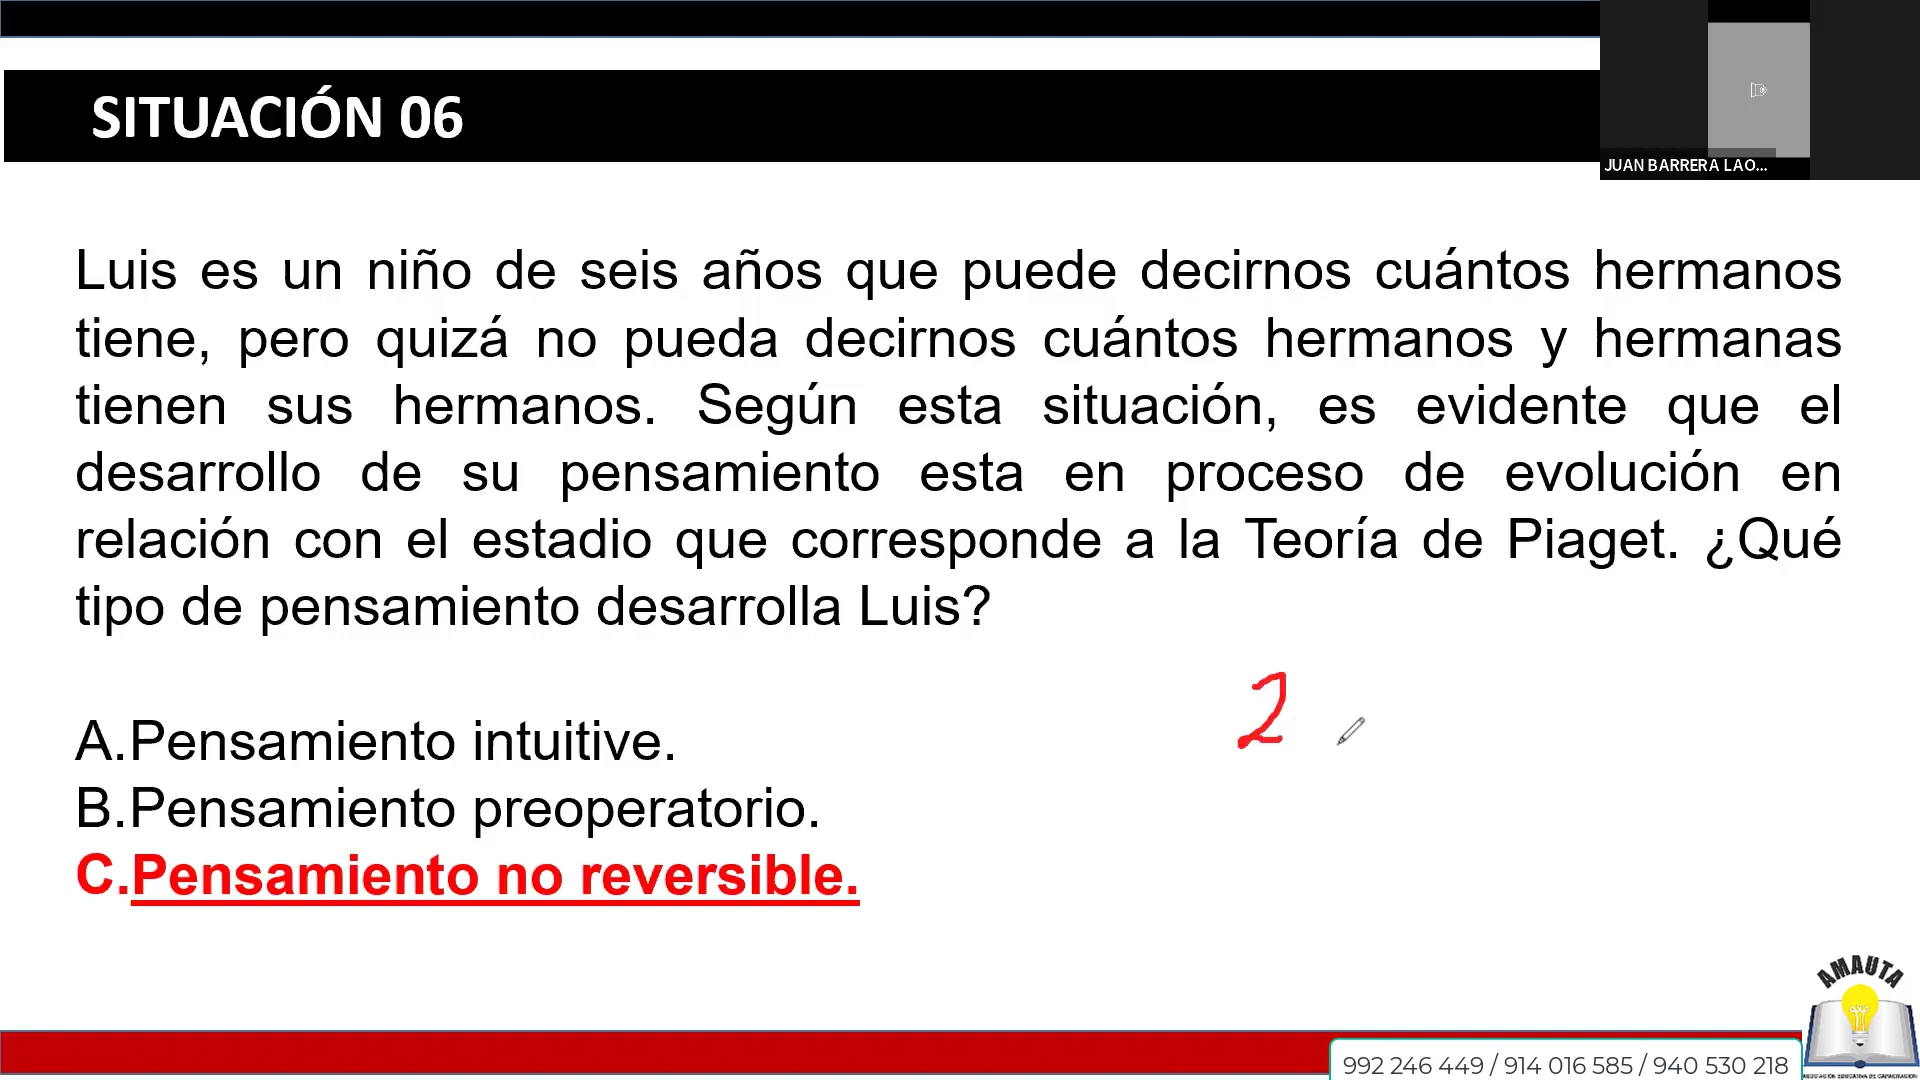 SITUACIÓN 06
JUAN BARRERA LAO...
Luis es un niño de seis años que puede decirnos cuántos hermanos
tiene, pero quizá no pueda decirnos cuántos hermanos y hermanas
tienen sus hermanos. Según esta situación, es evidente que el
desarrollo de su pensamiento esta en proceso de evolución en
relación con el estadio que corresponde a la Teoría de Piaget. ¿Qué
tipo de pensamiento desarrolla Luis?
2
A.Pensamiento intuitive.
B.Pensamiento preoperatorio.
C.Pensamiento no reversible.
AMAUTA
992 246 449 / 914 016 585 / 940 530 218
ASOCIACION EDUCATIVA DE CAPACITACION